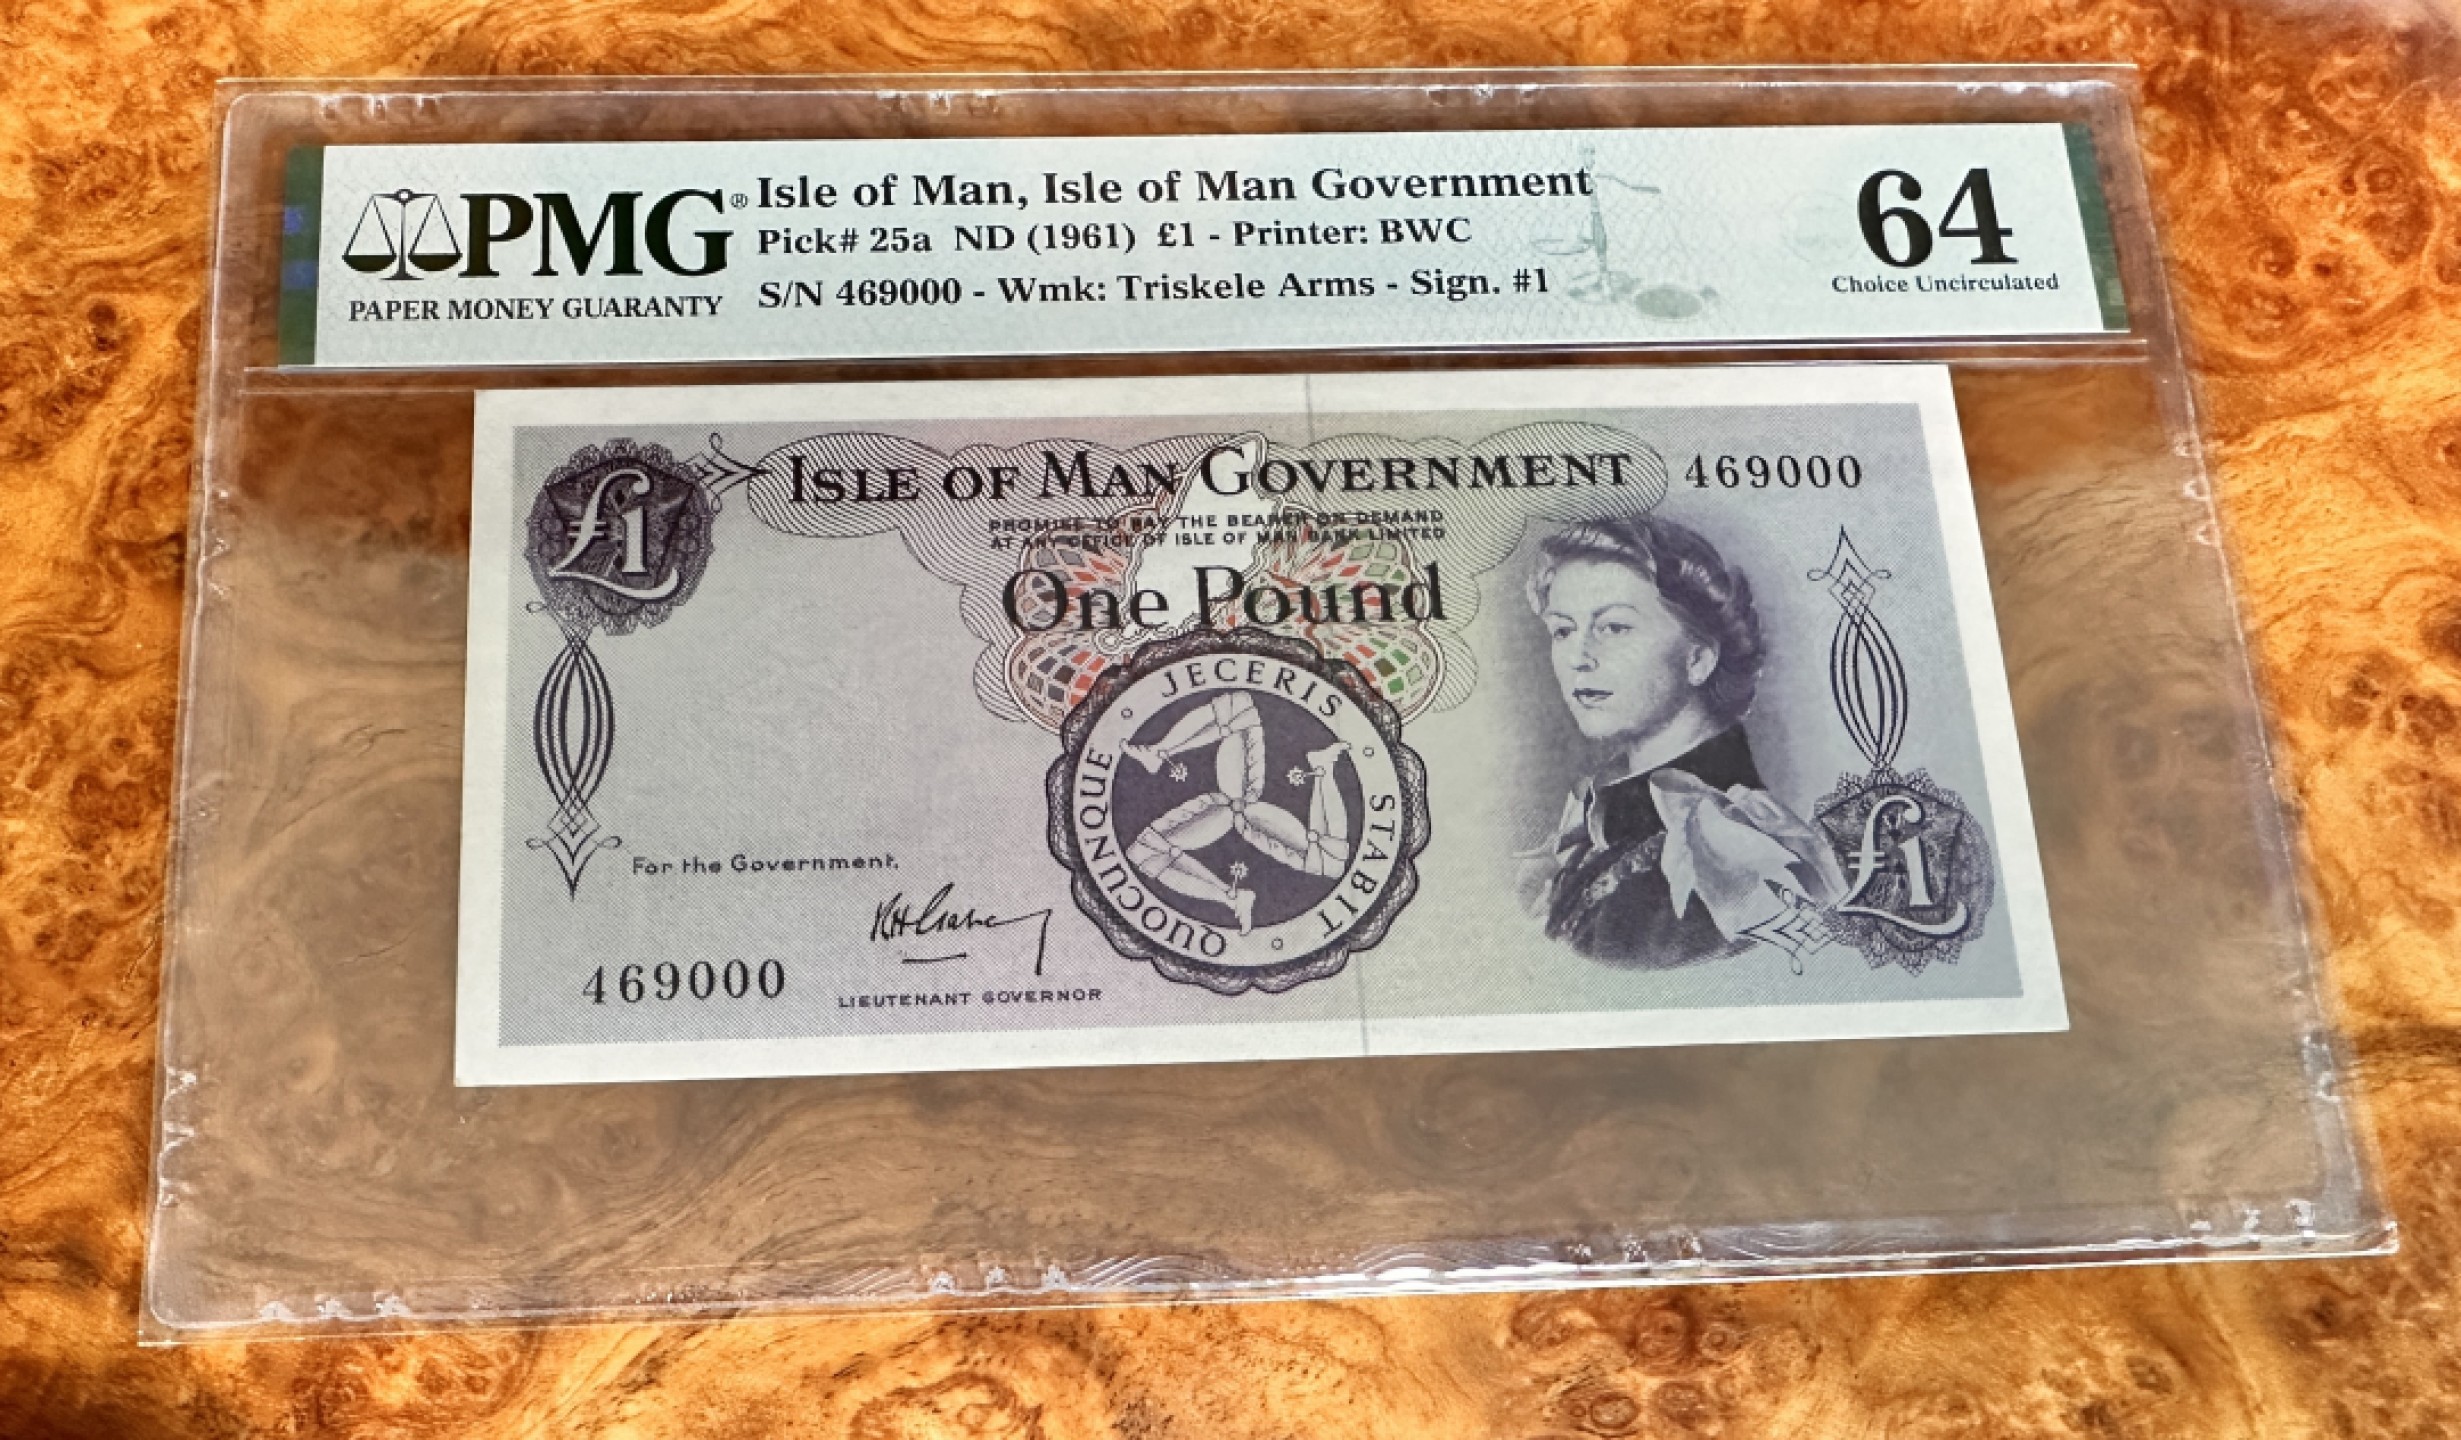 PMG®
PAPER MONEY GUARANTY
Isle of Man, Isle of Man Government
Pick# 25a ND (1961) £1 - Printer: BWC
S/N 469000 - Wmk: Triskele Arms - Sign. #1
64
Choice Uncirculated
£1
ISLE OF MAN GOVERNMENT
469000
PROMISE TO PAY THE BEARER ON DEMAND
AT ANY OFFICE OF ISLE OF MAN BANK LIMITED
One Pound
QUOCUNQUE ° JECERIS ° STABIT °
For the Government.
469000
LIEUTENANT GOVERNOR
£1